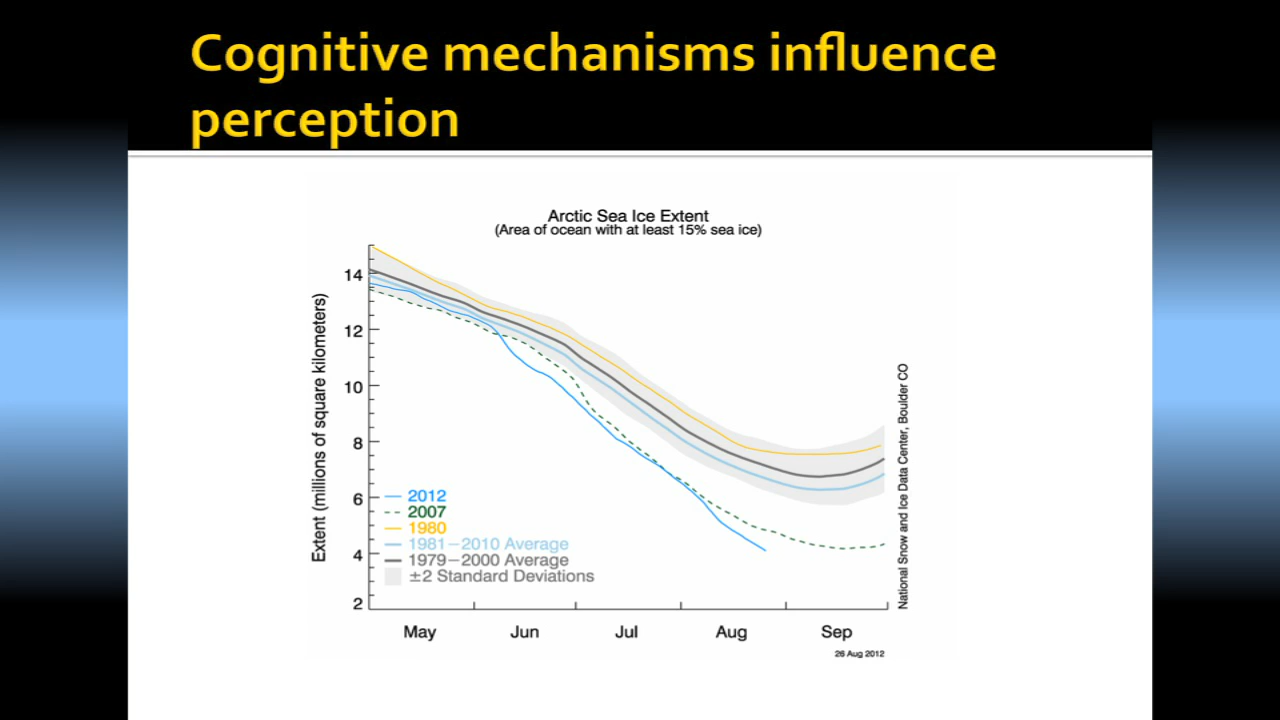 Cognitive mechanisms influence
perception
Arctic Sea Ice Extent
(Area of ocean with at least 15% sea ice)
Extent (millions of square kilometers)
14
12
10
8
6
4
2
2012
2007
1980
1981–2010 Average
1979–2000 Average
±2 Standard Deviations
May Jun Jul Aug Sep
National Snow and Ice Data Center, Boulder CO
26 Aug 2012